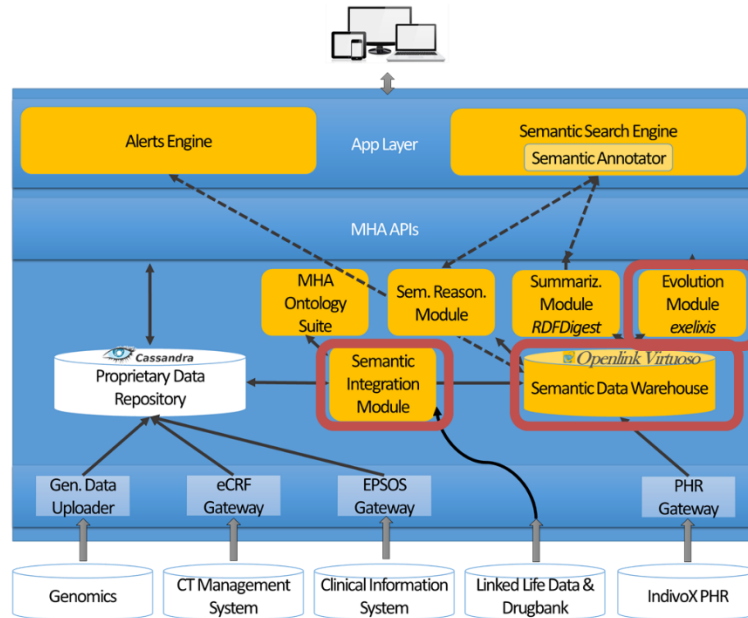 Alerts Engine
App Layer
Semantic Search Engine
Semantic Annotator
MHA APIs
MHA
Ontology
Suite
Sem. Reason.
Module
Summariz.
Module
RDFDigest
Evolution
Module
exelixis
Cassandra
Proprietary Data
Repository
Semantic
Integration
Module
Openlink Virtuoso
Semantic Data Warehouse
Gen. Data
Uploader
eCRF
Gateway
EPSOS
Gateway
PHR
Gateway
Genomics
CT Management
System
Clinical Information
System
Linked Life Data &
Drugbank
IndivoX PHR